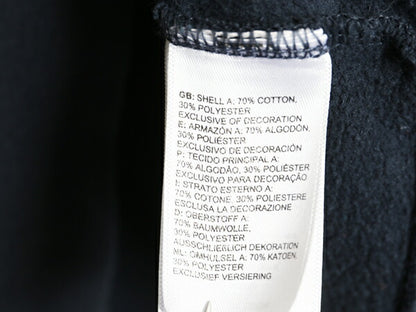 GB: SHELL A: 70% COTTON,
30% POLYESTER
EXCLUSIVE OF DECORATION
E: ARMAZÓN A: 70% ALGODÓN,
30% POLIÉSTER
EXCLUSIVO DE DECORACIÓN
P: TECIDO PRINCIPAL A:
70% ALGODÃO, 30% POLIÉSTER
EXCLUSIVO PARA DECORAÇÃO
I: STRATO ESTERNO A:
70% COTONE, 30% POLIESTERE
ESCLUSA LA DECORAZIONE
D: OBERSTOFF A:
70% BAUMWOLLE,
30% POLYESTER
AUSSCHLIEBLICH DEKORATION
NL: OMHULSEL A: 70% KATOEN,
30% POLYESTER
EXCLUSIEF VERSIERING